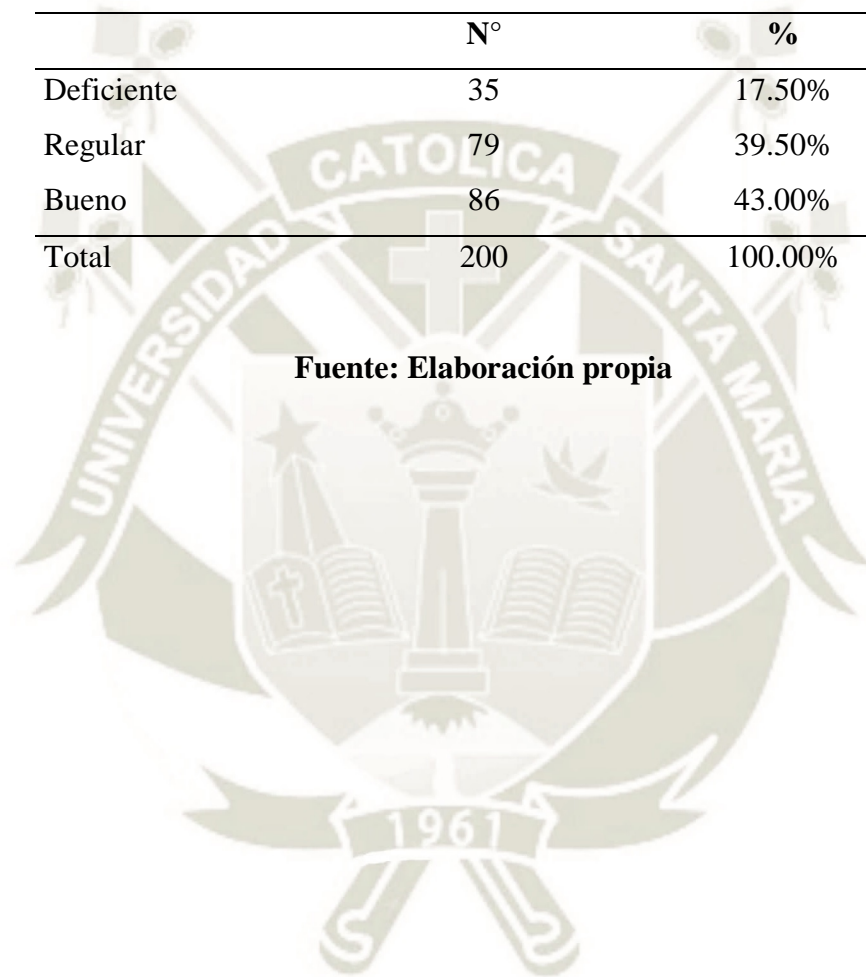 N° %
Deficiente 35 17.50%
Regular 79 39.50%
Bueno 86 43.00%
Total 200 100.00%
Fuente: Elaboración propia
UNIVERSIDAD CATOLICA SANTA MARIA
1961